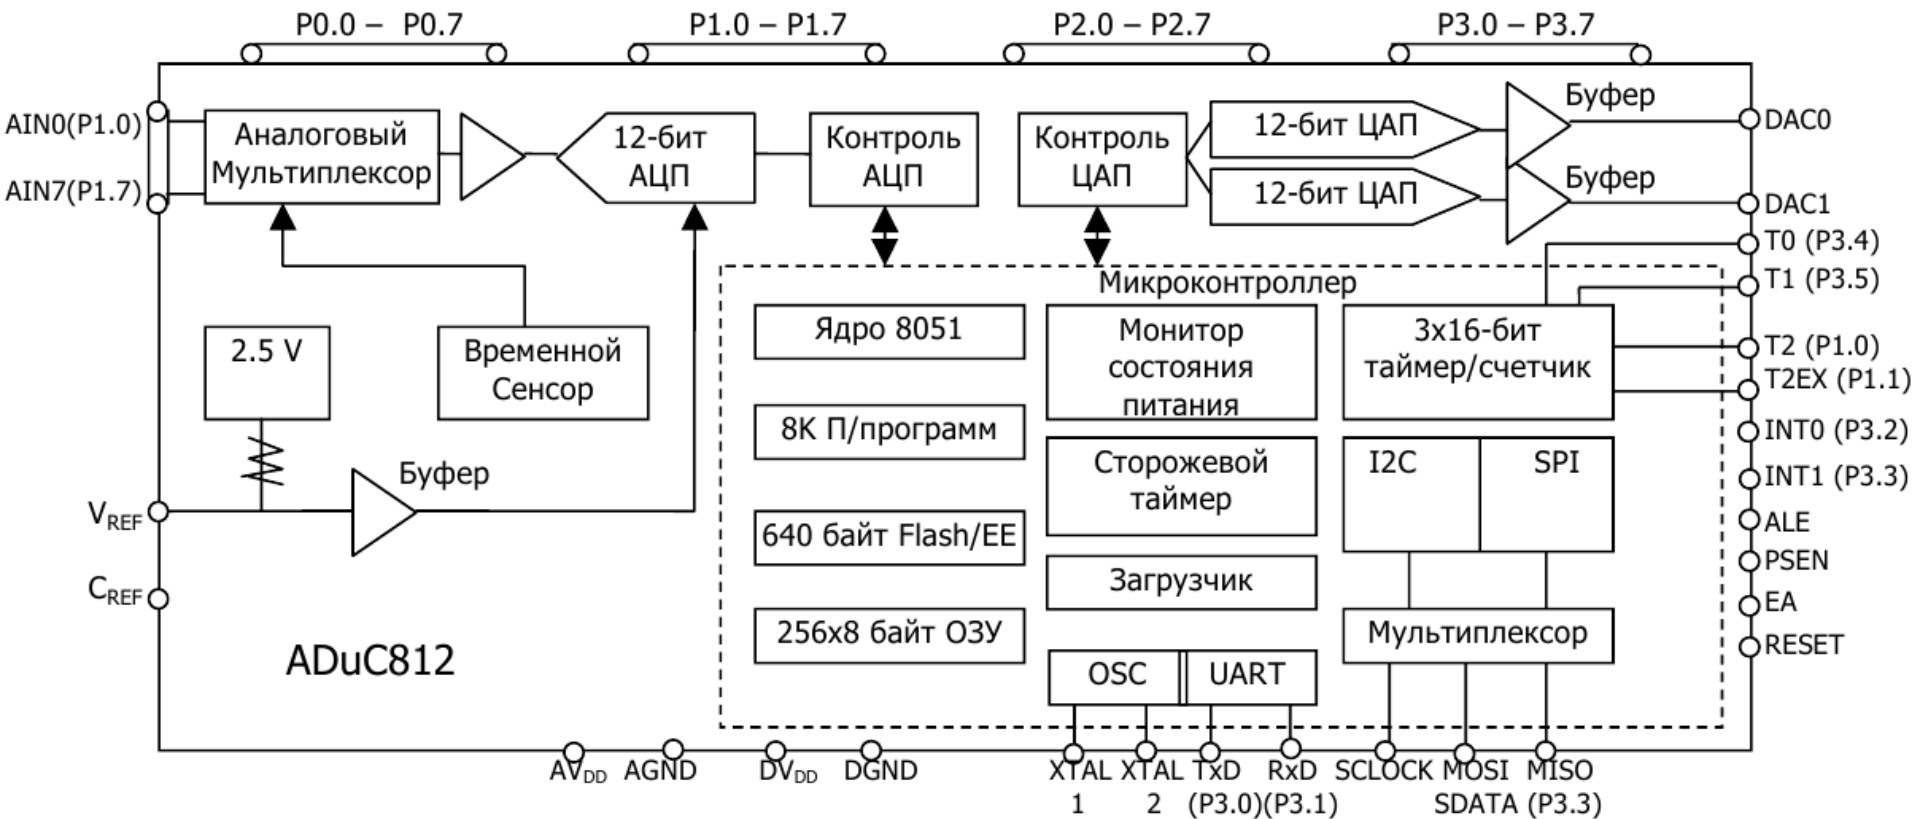 P0.0 – P0.7
P1.0 – P1.7
P2.0 – P2.7
P3.0 – P3.7
AIN0(P1.0)
AIN7(P1.7)
Аналоговый
Мультиплексор
12-бит
АЦП
Контроль
АЦП
Контроль
ЦАП
12-бит ЦАП
12-бит ЦАП
Буфер
Буфер
DAC0
DAC1
T0 (P3.4)
T1 (P3.5)
T2 (P1.0)
T2EX (P1.1)
INT0 (P3.2)
INT1 (P3.3)
ALE
PSEN
EA
RESET
2.5 V
Временной
Сенсор
Буфер
VREF
CREF
ADuC812
Микроконтроллер
Ядро 8051
8K П/программ
640 байт Flash/EE
256x8 байт ОЗУ
Монитор
состояния
питания
Сторожевой
таймер
Загрузчик
OSC
UART
3x16-бит
таймер/счетчик
I2C
SPI
Мультиплексор
AVDD
AGND
DVDD
DGND
XTAL
1
XTAL
2
TxD
(P3.0)
RxD
(P3.1)
SCLOCK
MOSI
MISO
SDATA
(P3.3)